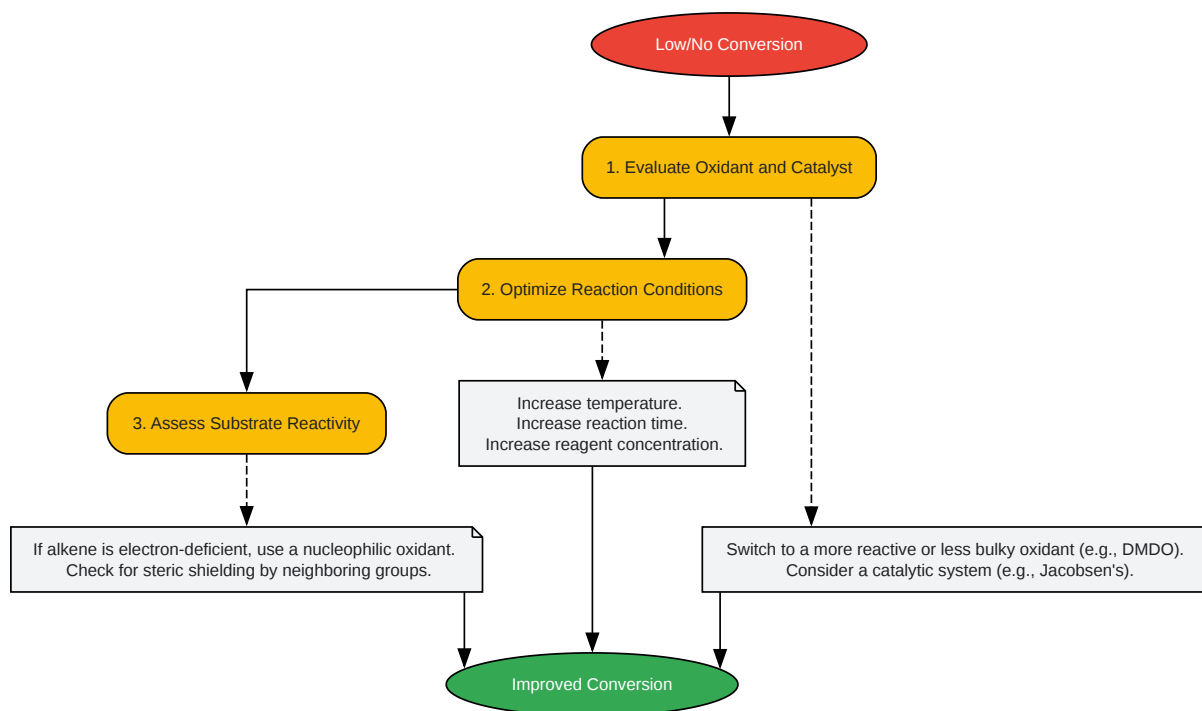 Low/No Conversion
1. Evaluate Oxidant and Catalyst
2. Optimize Reaction Conditions
Increase temperature.
Increase reaction time.
Increase reagent concentration.
3. Assess Substrate Reactivity
If alkene is electron-deficient, use a nucleophilic oxidant.
Check for steric shielding by neighboring groups.
Switch to a more reactive or less bulky oxidant (e.g., DMDO).
Consider a catalytic system (e.g., Jacobsen's).
Improved Conversion